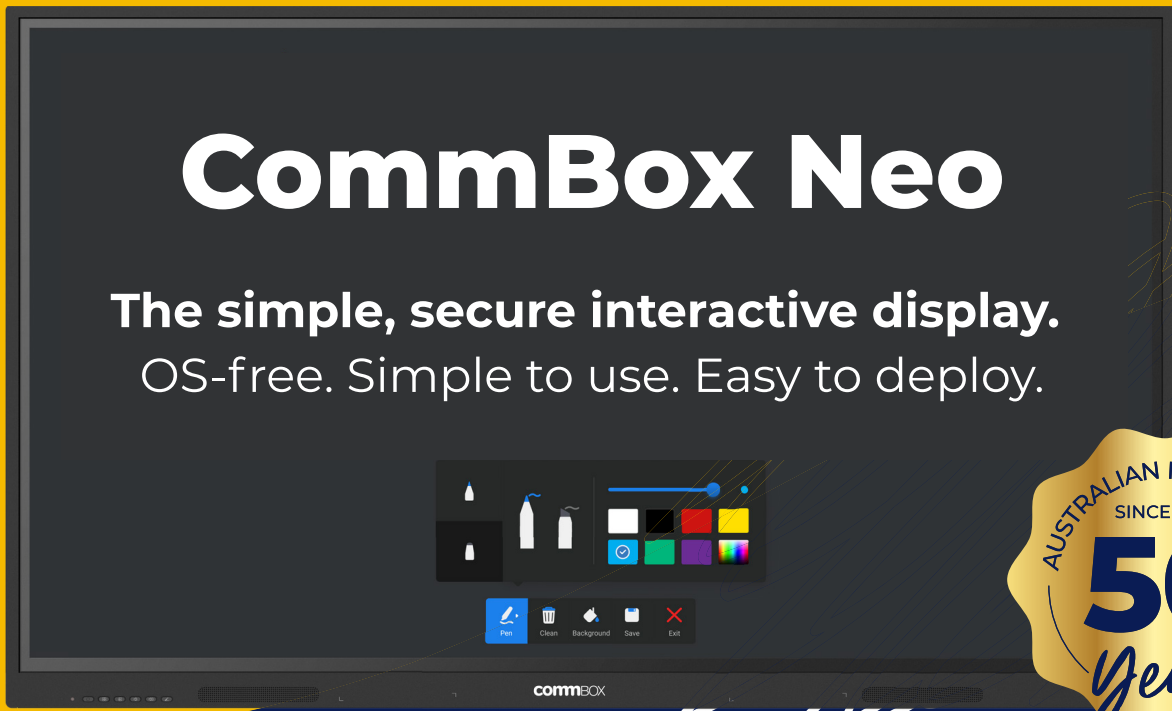 CommBox Neo
The simple, secure interactive display.
OS-free. Simple to use. Easy to deploy.
AUSTRALIAN
SINCE
Pen
Clean
Background
Save
Exit
commBOX